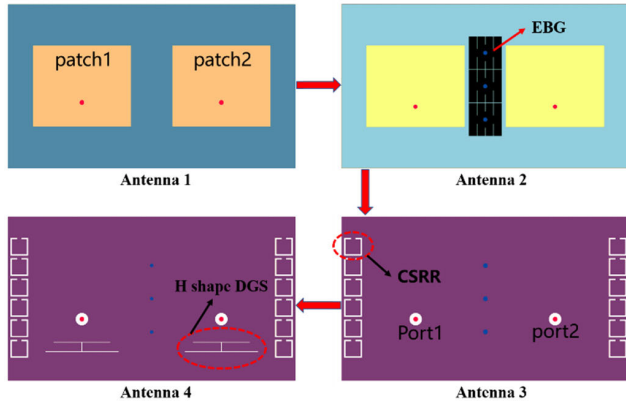 patch1
patch2
EBG
Antenna 1
Antenna 2
H shape DGS
CSRR
Port1
port2
Antenna 4
Antenna 3